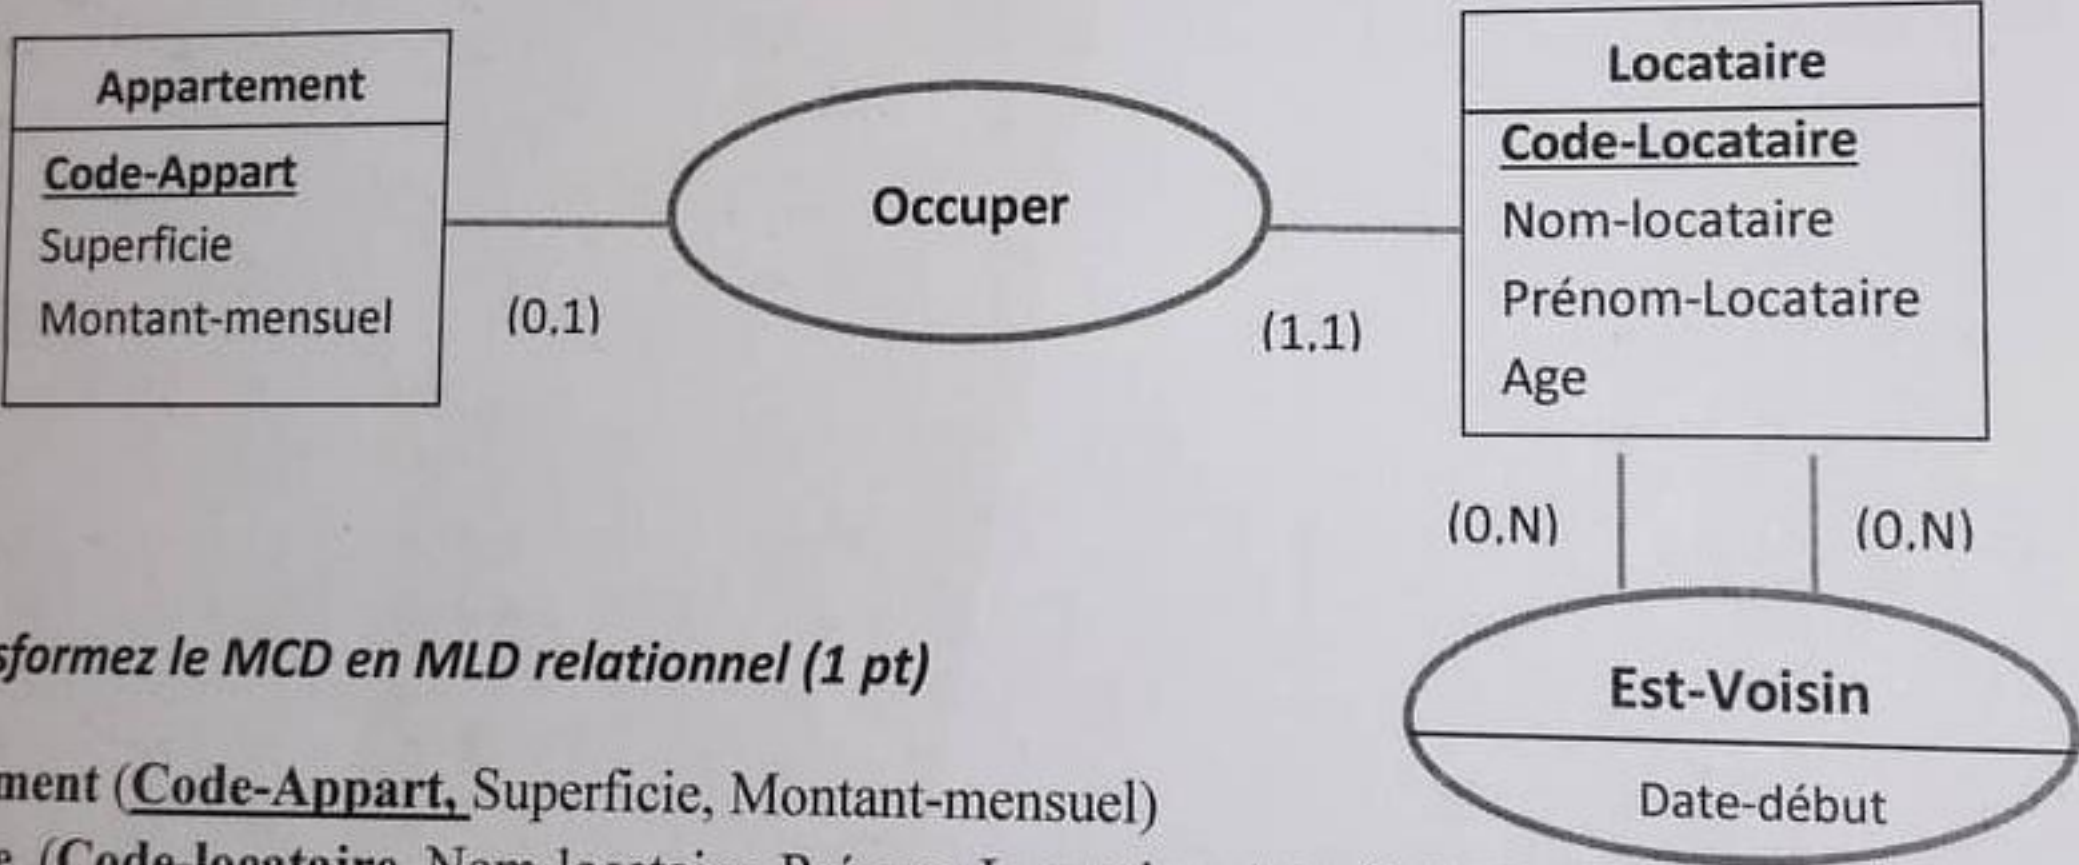 Appartement
Code-Appart
Superficie
Montant-mensuel
(0,1)
Occuper
(1,1)
Locataire
Code-Locataire
Nom-locataire
Prénom-Locataire
Age
(0,N)
(0,N)
Est-Voisin
Date-début
sformez le MCD en MLD relationnel (1 pt)
ment (Code-Appart, Superficie, Montant-mensuel)
(Code-locataire